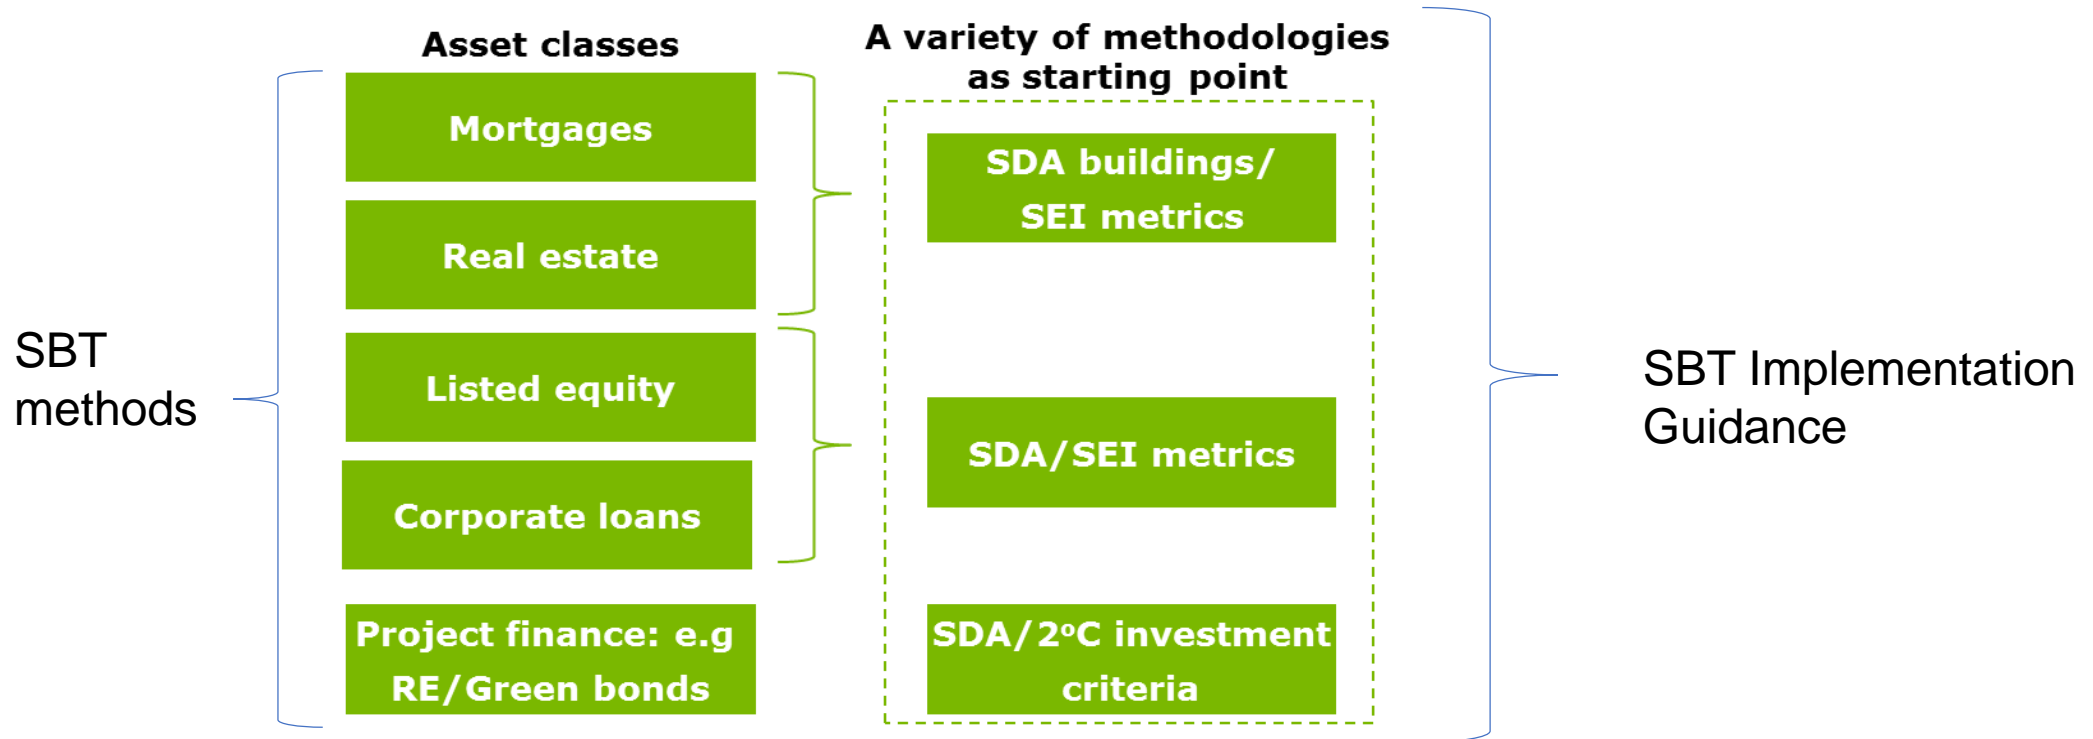 Asset classes
A variety of methodologies
as starting point
SBT
methods
Mortgages
Real estate
Listed equity
Corporate loans
Project finance: e.g
RE/Green bonds
SDA buildings/
SEI metrics
SDA/SEI metrics
SDA/2ºC investment
criteria
SBT Implementation
Guidance